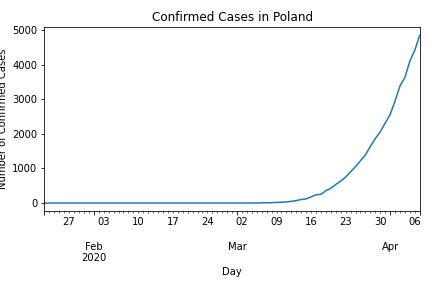 Confirmed Cases in Poland
Number of Confirmed Cases
5000
4000
3000
2000
1000
0
27 03 10 17 24 02 09 16 23 30 06
Feb Mar Apr
2020
Day